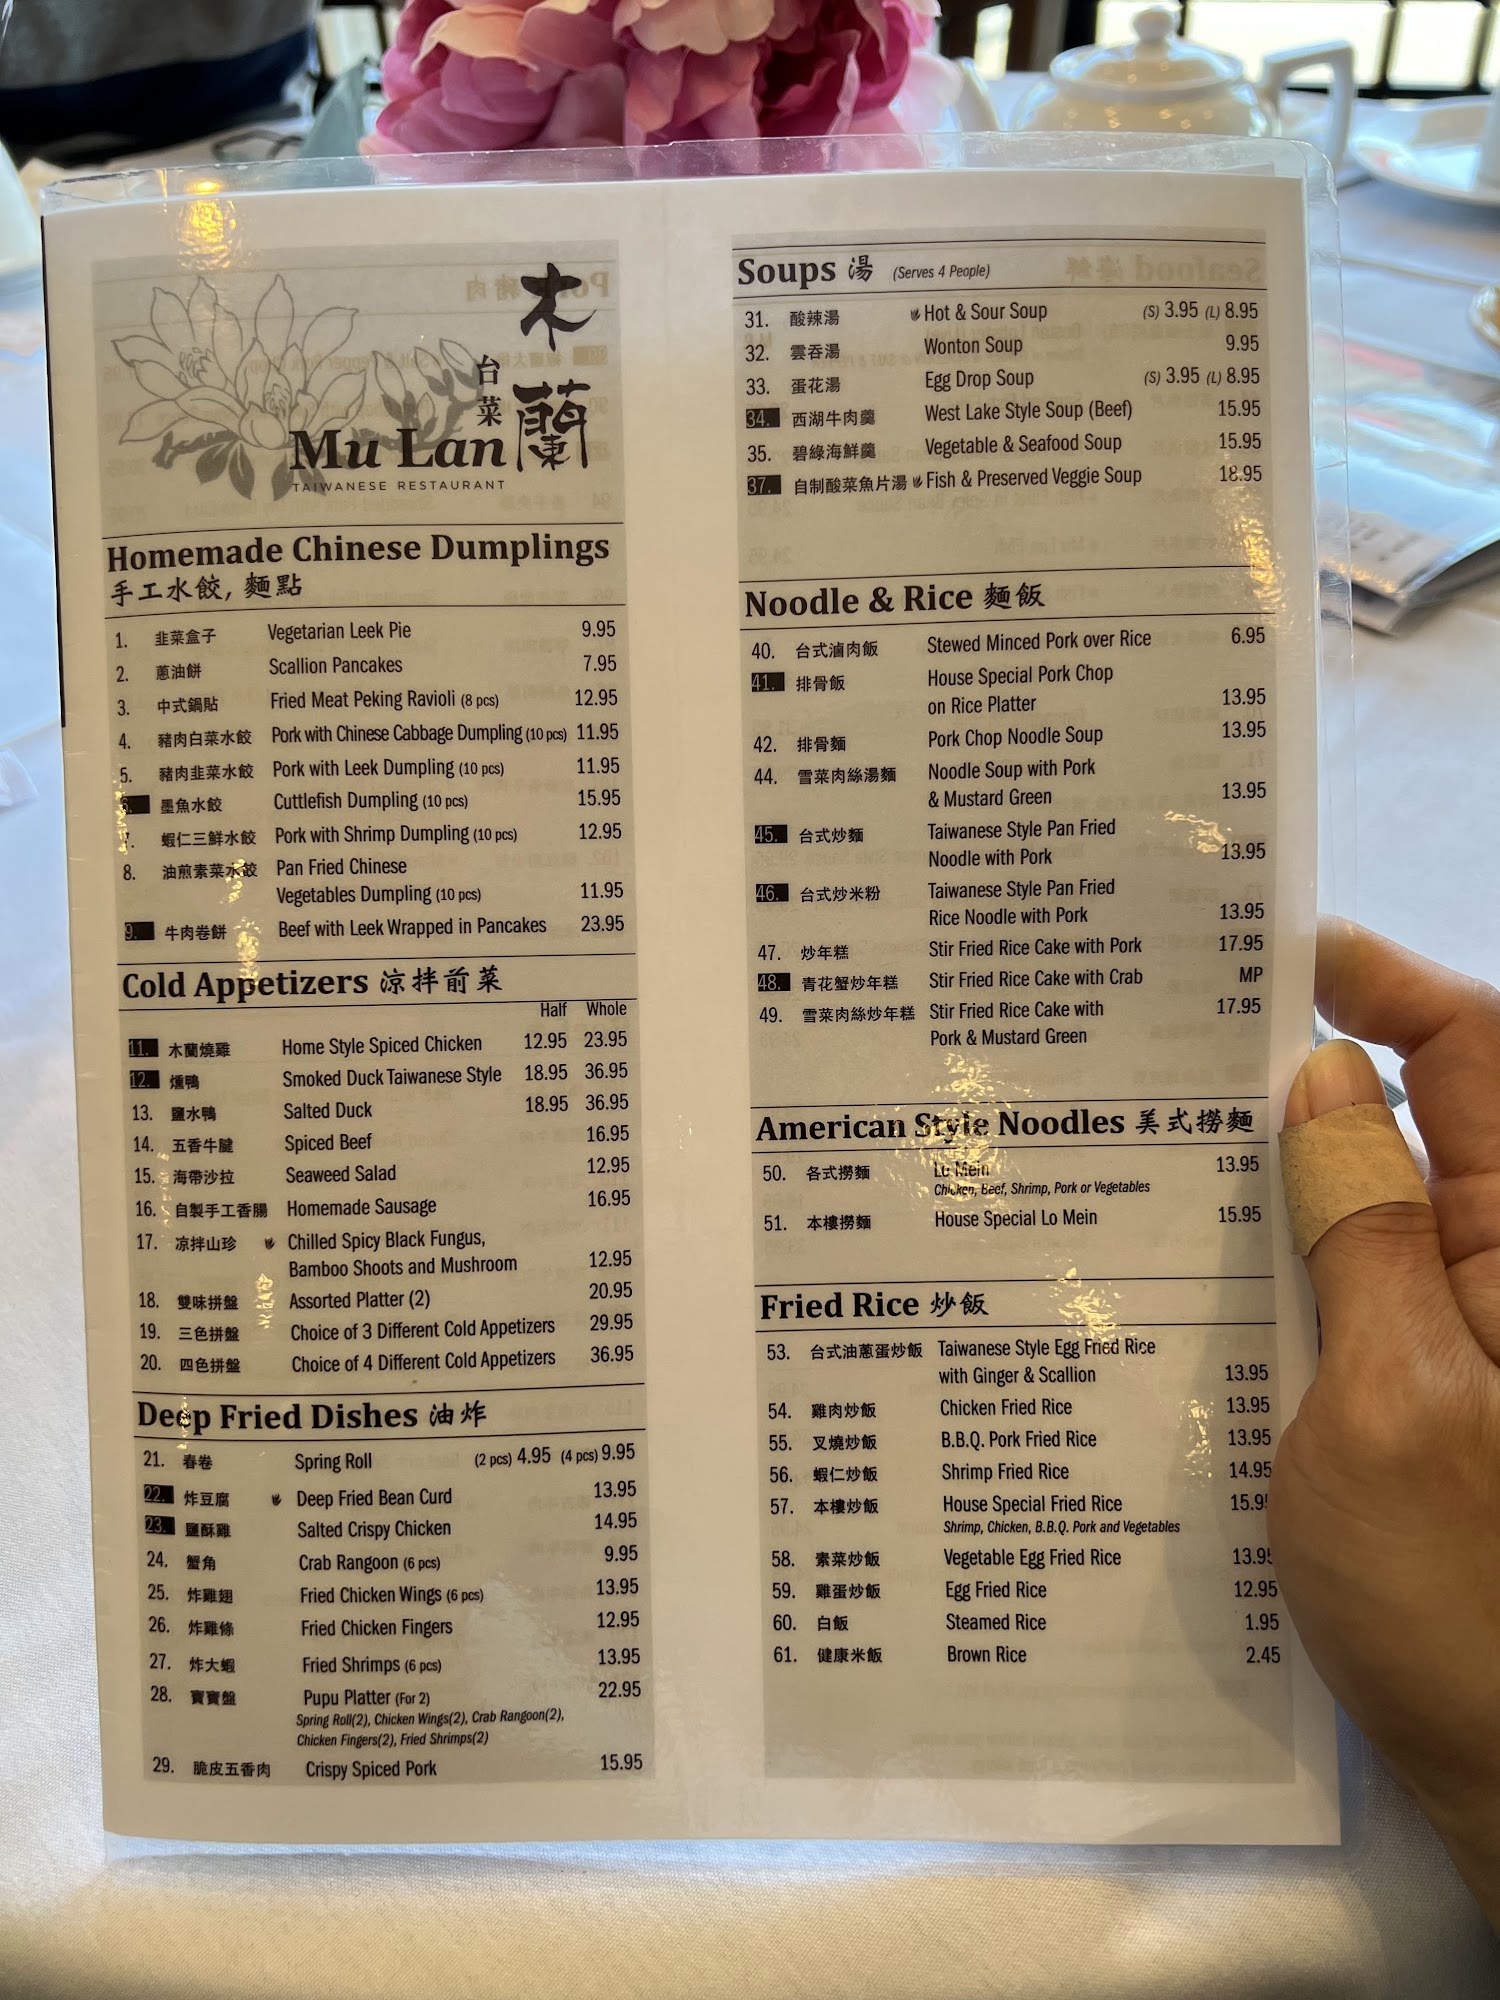 木蘭
台菜
Mu Lan
TAIWANESE RESTAURANT
Homemade Chinese Dumplings
手工水餃, 麵點
1. 韭菜盒子 Vegetarian Leek Pie 9.95
2. 蔥油餅 Scallion Pancakes 7.95
3. 中式鍋貼 Fried Meat Peking Ravioli (8 pcs) 12.95
4. 豬肉白菜水餃 Pork with Chinese Cabbage Dumpling (10 pcs) 11.95
5. 豬肉韭菜水餃 Pork with Leek Dumpling (10 pcs) 11.95
6. 墨魚水餃 Cuttlefish Dumpling (10 pcs) 15.95
7. 蝦仁三鮮水餃 Pork with Shrimp Dumpling (10 pcs) 12.95
8. 油煎素菜水餃 Pan Fried Chinese
Vegetables Dumpling (10 pcs) 11.95
9. 牛肉卷餅 Beef with Leek Wrapped in Pancakes 23.95
Cold Appetizers 涼拌前菜
Half Whole
11. 木蘭燒雞 Home Style Spiced Chicken 12.95 23.95
12. 燻鴨 Smoked Duck Taiwanese Style 18.95 36.95
13. 鹽水鴨 Salted Duck 18.95 36.95
14. 五香牛腱 Spiced Beef 16.95
15. 海帶沙拉 Seaweed Salad 12.95
16. 自製手工香腸 Homemade Sausage 16.95
17. 凉拌山珍 Chilled Spicy Black Fungus,
Bamboo Shoots and Mushroom 12.95
18. 雙味拼盤 Assorted Platter (2) 20.95
19. 三色拼盤 Choice of 3 Different Cold Appetizers 29.95
20. 四色拼盤 Choice of 4 Different Cold Appetizers 36.95
Deep Fried Dishes 油炸
21. 春卷 Spring Roll (2 pcs) 4.95 (4 pcs) 9.95
22. 炸豆腐 Deep Fried Bean Curd 13.95
23. 鹽酥雞 Salted Crispy Chicken 14.95
24. 蟹角 Crab Rangoon (6 pcs) 9.95
25. 炸雞翅 Fried Chicken Wings (6 pcs) 13.95
26. 炸雞條 Fried Chicken Fingers 12.95
27. 炸大蝦 Fried Shrimps (6 pcs) 13.95
28. 寶寶盤 Pupu Platter (For 2) 22.95
Spring Roll(2), Chicken Wings(2), Crab Rangoon(2),
Chicken Fingers(2), Fried Shrimps(2)
29. 脆皮五香肉 Crispy Spiced Pork 15.95
Soups 湯 (Serves 4 People)
31. 酸辣湯 Hot & Sour Soup (S) 3.95 (L) 8.95
32. 雲吞湯 Wonton Soup 9.95
33. 蛋花湯 Egg Drop Soup (S) 3.95 (L) 8.95
34. 西湖牛肉羹 West Lake Style Soup (Beef) 15.95
35. 碧綠海鮮羹 Vegetable & Seafood Soup 15.95
37. 自制酸菜魚片湯 Fish & Preserved Veggie Soup 18.95
Noodle & Rice 麵飯
40. 台式滷肉飯 Stewed Minced Pork over Rice 6.95
41. 排骨飯 House Special Pork Chop
on Rice Platter 13.95
42. 排骨麵 Pork Chop Noodle Soup 13.95
44. 雪菜肉絲湯麵 Noodle Soup with Pork
& Mustard Green 13.95
45. 台式炒麵 Taiwanese Style Pan Fried
Noodle with Pork 13.95
46. 台式炒米粉 Taiwanese Style Pan Fried
Rice Noodle with Pork 13.95
47. 炒年糕 Stir Fried Rice Cake with Pork 17.95
48. 青花蟹炒年糕 Stir Fried Rice Cake with Crab MP
49. 雪菜肉絲炒年糕 Stir Fried Rice Cake with 17.95
Pork & Mustard Green
American Style Noodles 美式撈麵
50. 各式撈麵 Lo Mein 13.95
Chicken, Beef, Shrimp, Pork or Vegetables
51. 本樓撈麵 House Special Lo Mein 15.95
Fried Rice 炒飯
53. 台式油蔥蛋炒飯 Taiwanese Style Egg Fried Rice
with Ginger & Scallion 13.95
54. 雞肉炒飯 Chicken Fried Rice 13.95
55. 叉燒炒飯 B.B.Q. Pork Fried Rice 13.95
56. 蝦仁炒飯 Shrimp Fried Rice 14.95
57. 本樓炒飯 House Special Fried Rice 15.9
Shrimp, Chicken, B.B.Q. Pork and Vegetables
58. 素菜炒飯 Vegetable Egg Fried Rice 13.9
59. 雞蛋炒飯 Egg Fried Rice 12.95
60. 白飯 Steamed Rice 1.95
61. 健康米飯 Brown Rice 2.45